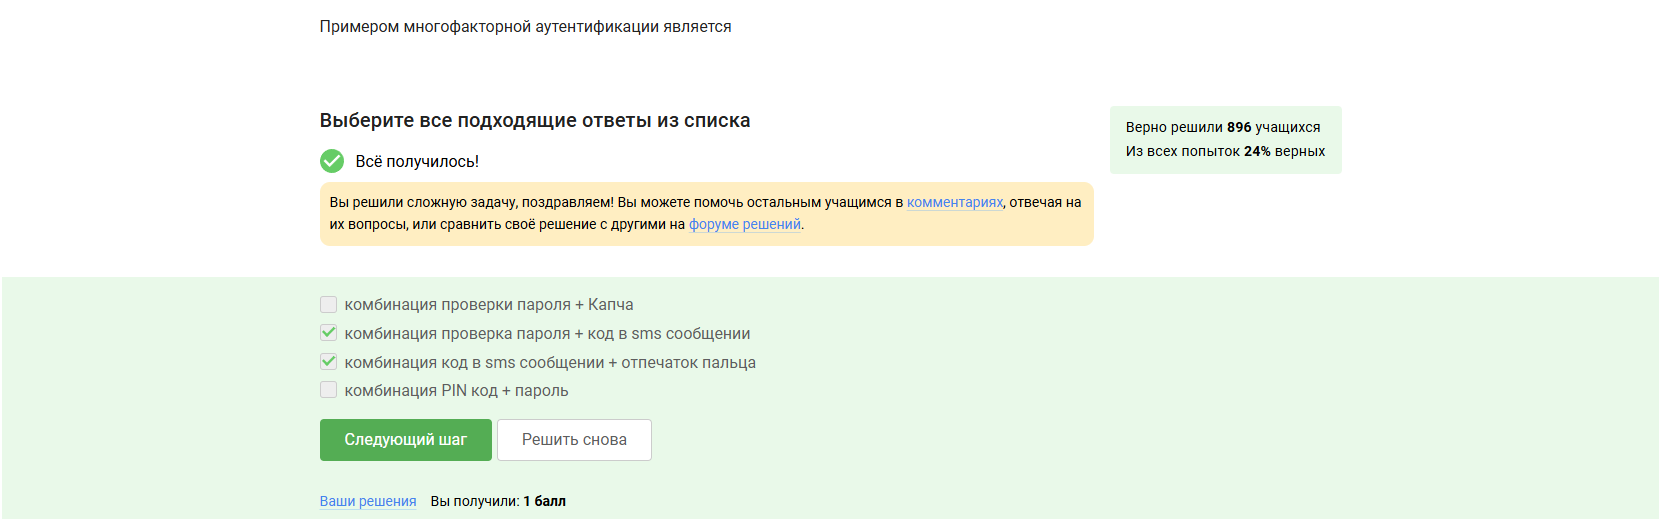 Примером многофакторной аутентификации является
Выберите все подходящие ответы из списка
Верно решили 896 учащихся
Из всех попыток 24% верных
Всё получилось!
Вы решили сложную задачу, поздравляем! Вы можете помочь остальным учащимся в комментариях, отвечая на
их вопросы, или сравнить своё решение с другими на форуме решений.
комбинация проверки пароля + Капча
комбинация проверка пароля + код в sms сообщении
комбинация код в sms сообщении + отпечаток пальца
комбинация PIN код + пароль
Следующий шаг Решить снова
Ваши решения Вы получили: 1 балл